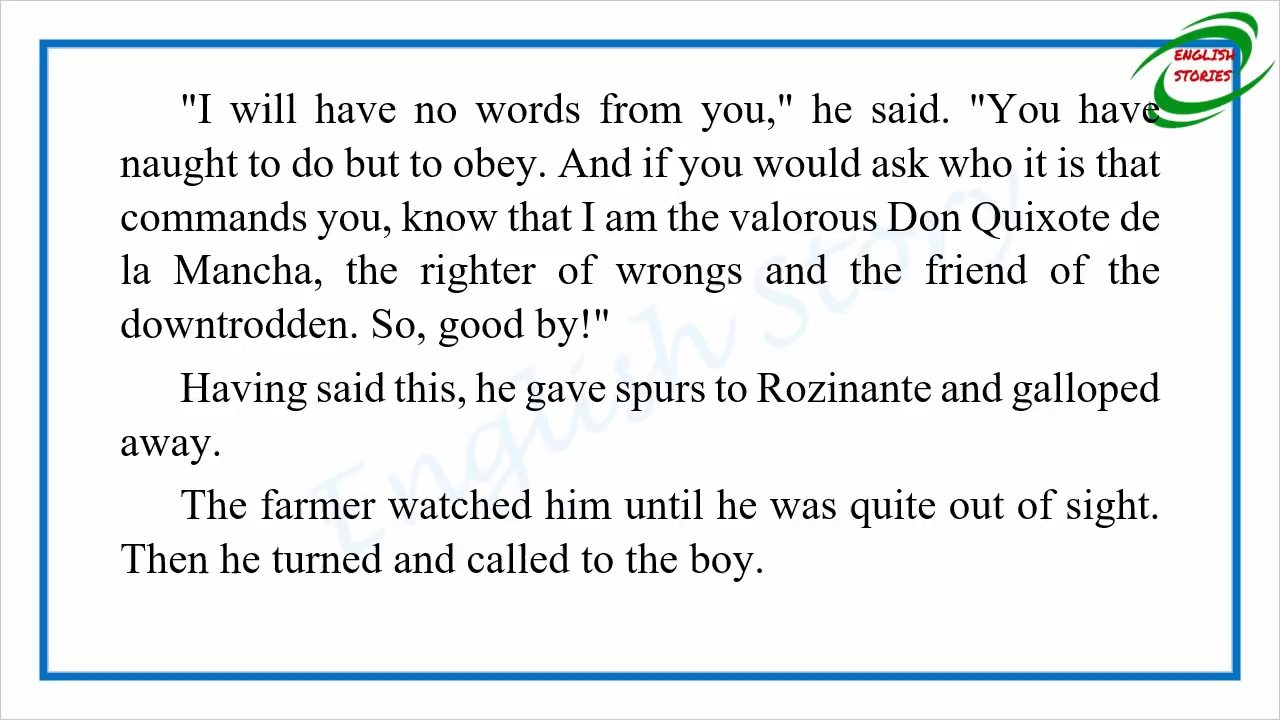 ENGLISH
STORIES
"I will have no words from you," he said. "You have
naught to do but to obey. And if you would ask who it is that
commands you, know that I am the valorous Don Quixote de
la Mancha, the righter of wrongs and the friend of the
downtrodden. So, good by!"
Having said this, he gave spurs to Rozinante and galloped
away.
The farmer watched him until he was quite out of sight.
Then he turned and called to the boy.
English Story